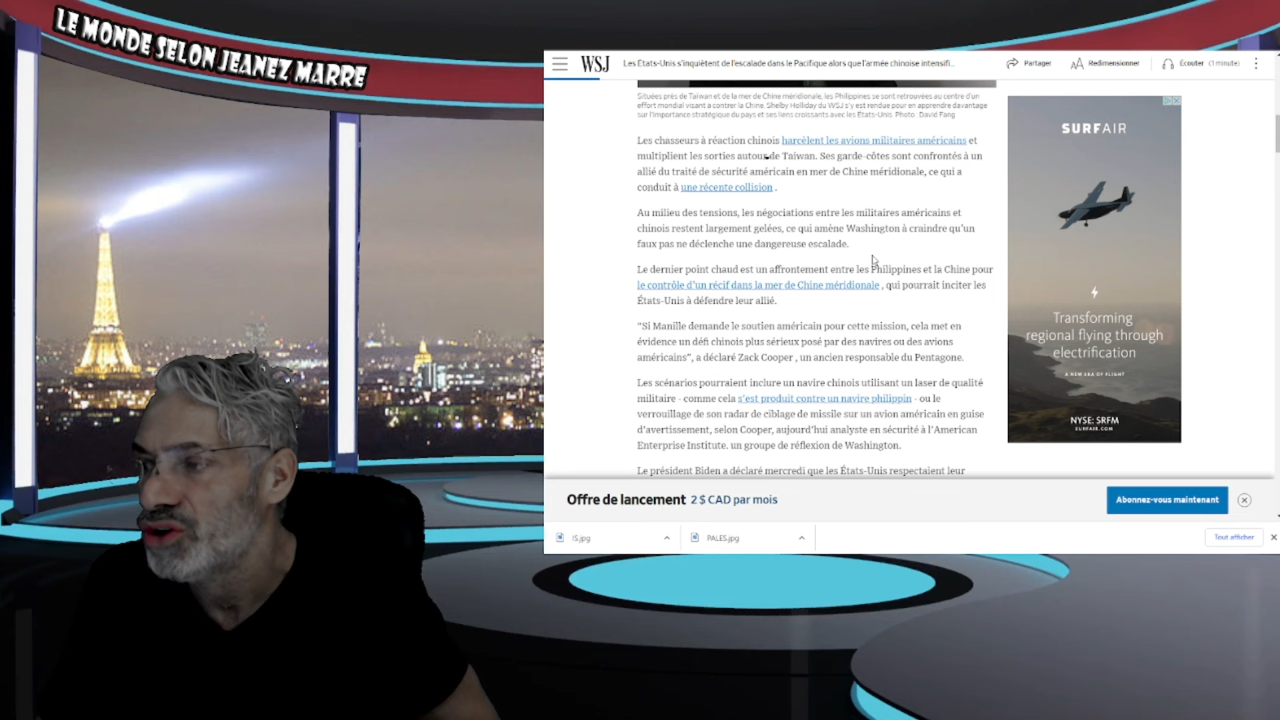 LE MONDE SELON JEANEZ MARRE
WSJ
Les États-Unis s'inquiètent de l'escalade dans le Pacifique alors que l'armée chinoise intensifi...
Partager
Redimensionner
Écouter (1 minute)
Situées près de Taïwan et de la mer de Chine méridionale, les Philippines se sont retrouvées au centre d'un
effort mondial visant à contrer la Chine. Shelby Holliday du WSJ s'y est rendue pour en apprendre davantage
sur l'importance stratégique du pays et ses liens croissants avec les États-Unis. Photo : David Fang
Les chasseurs à réaction chinois harcèlent les avions militaires américains et
multiplient les sorties autour de Taïwan. Ses garde-côtes sont confrontés à un
allié du traité de sécurité américain en mer de Chine méridionale, ce qui a
conduit à une récente collision .
Au milieu des tensions, les négociations entre les militaires américains et
chinois restent largement gelées, ce qui amène Washington à craindre qu'un
faux pas ne déclenche une dangereuse escalade.
Le dernier point chaud est un affrontement entre les Philippines et la Chine pour
le contrôle d'un récif dans la mer de Chine méridionale , qui pourrait inciter les
États-Unis à défendre leur allié.
"Si Manille demande le soutien américain pour cette mission, cela met en
évidence un défi chinois plus sérieux posé par des navires ou des avions
américains", a déclaré Zack Cooper , un ancien responsable du Pentagone.
Les scénarios pourraient inclure un navire chinois utilisant un laser de qualité
militaire - comme cela s'est produit contre un navire philippin - ou le
verrouillage de son radar de ciblage de missile sur un avion américain en guise
d'avertissement, selon Cooper, aujourd'hui analyste en sécurité à l'American
Enterprise Institute. un groupe de réflexion de Washington.
Le président Biden a déclaré mercredi que les États-Unis respectaient leur
SURFAIR
Transforming
regional flying through
electrification
A NEW ERA OF FLIGHT
NYSE: SRFM
SURFAIR.COM
Offre de lancement 2 $ CAD par mois
Abonnez-vous maintenant
IS.jpg
PALES.jpg
Tout afficher